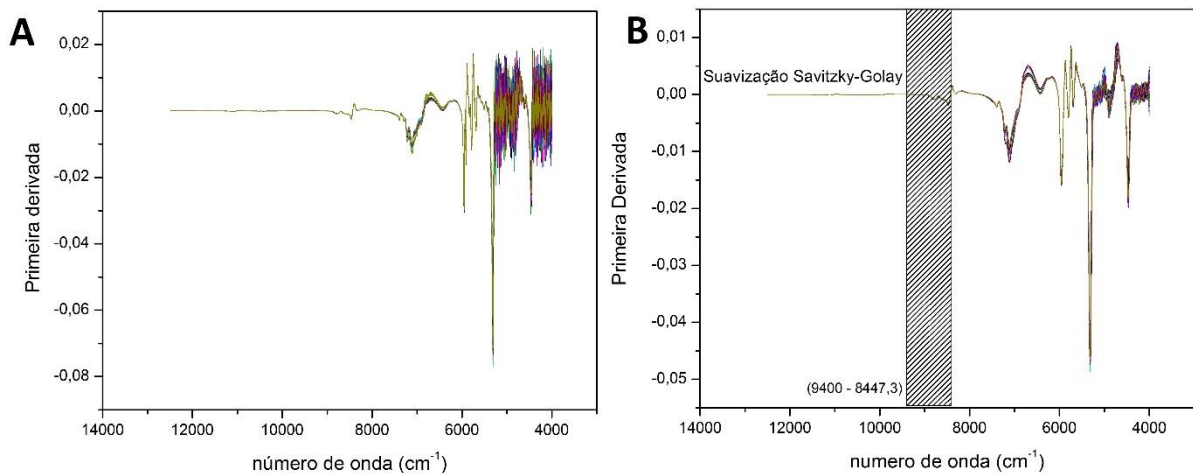 A
Primeira derivada
0,02
0,00
-0,02
-0,04
-0,06
-0,08
14000 12000 10000 8000 6000 4000
número de onda (cm-1)
B
Primeira Derivada
0,01
0,00
-0,01
-0,02
-0,03
-0,04
-0,05
Suavização Savitzky-Golay
(9400 - 8447,3)
14000 12000 10000 8000 6000 4000
numero de onda (cm-1)